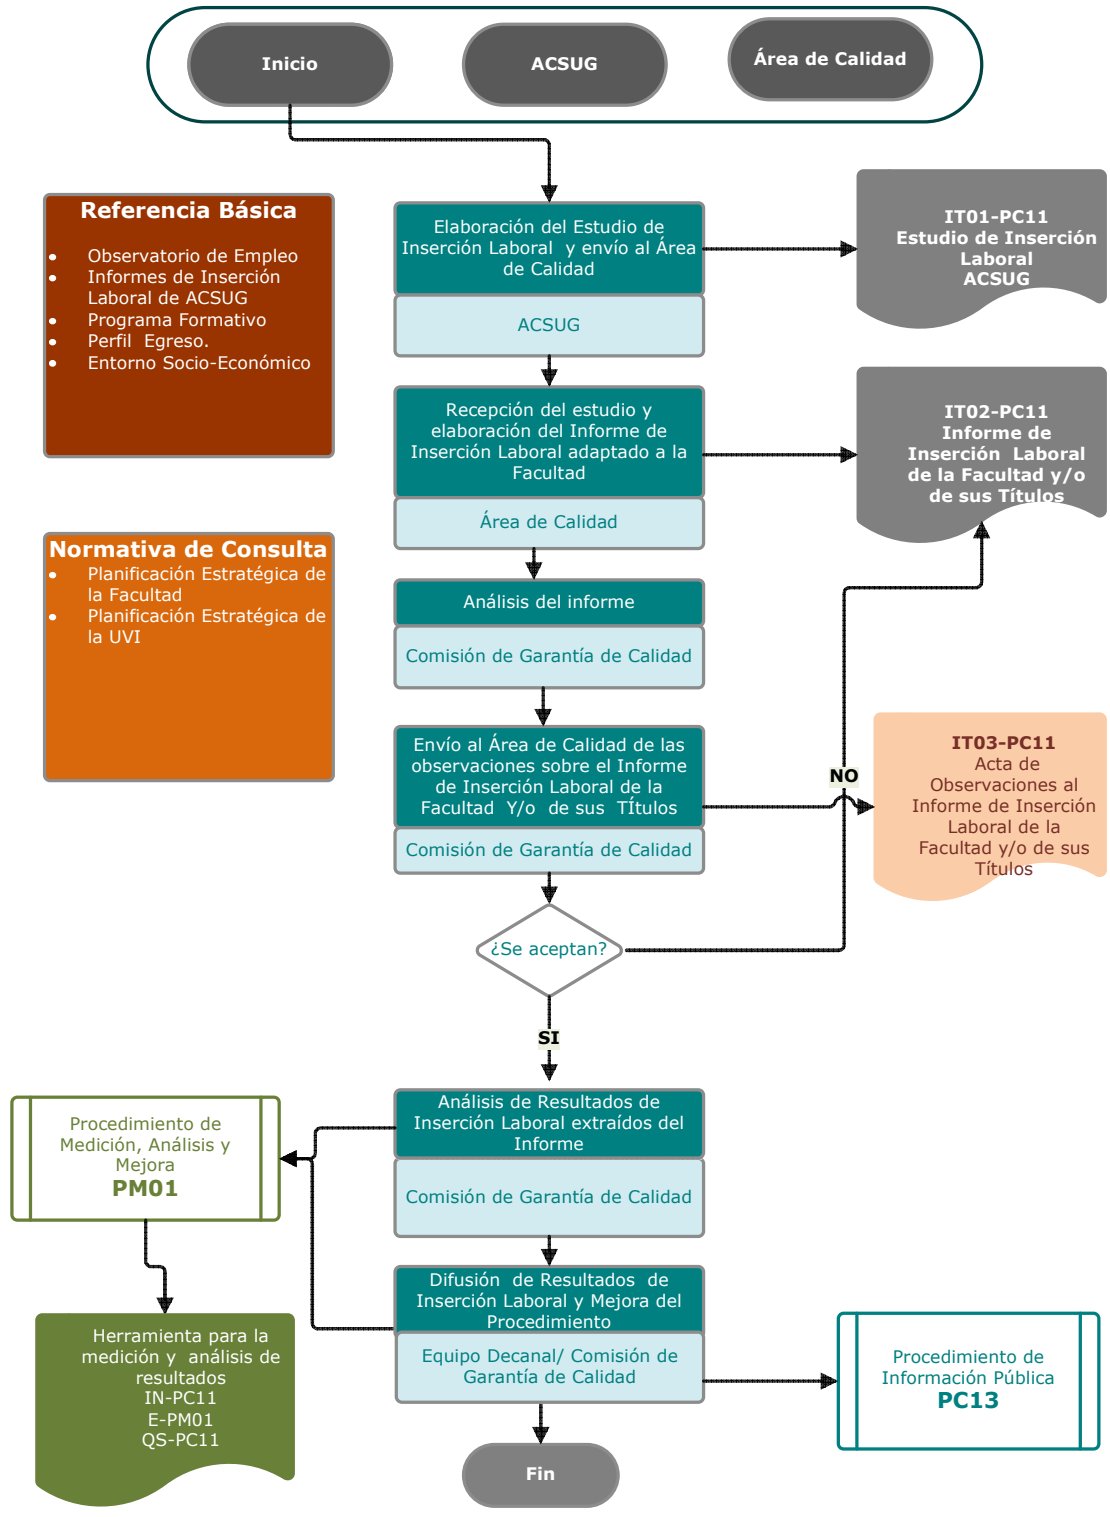 Inicio
ACSUG
Área de Calidad
Referencia Básica
• Observatorio de Empleo
• Informes de Inserción
Laboral de ACSUG
• Programa Formativo
• Perfil Egreso.
• Entorno Socio-Económico
Normativa de Consulta
• Planificación Estratégica de
la Facultad
• Planificación Estratégica de
la UVI
Elaboración del Estudio de
Inserción Laboral y envío al Área
de Calidad
ACSUG
IT01-PC11
Estudio de Inserción
Laboral
ACSUG
Recepción del estudio y
elaboración del Informe de
Inserción Laboral adaptado a la
Facultad
Área de Calidad
IT02-PC11
Informe de
Inserción Laboral
de la Facultad y/o
de sus Títulos
Análisis del informe
Comisión de Garantía de Calidad
Envío al Área de Calidad de las
observaciones sobre el Informe
de Inserción Laboral de la
Facultad Y/o de sus TÍtulos
Comisión de Garantía de Calidad
NO
IT03-PC11
Acta de
Observaciones al
Informe de Inserción
Laboral de la
Facultad y/o de sus
Títulos
¿Se aceptan?
SI
Análisis de Resultados de
Inserción Laboral extraídos del
Informe
Comisión de Garantía de Calidad
Procedimiento de
Medición, Análisis y
Mejora
PM01
Difusión de Resultados de
Inserción Laboral y Mejora del
Procedimiento
Equipo Decanal/ Comisión de
Garantía de Calidad
Herramienta para la
medición y análisis de
resultados
IN-PC11
E-PM01
QS-PC11
Procedimiento de
Información Pública
PC13
Fin